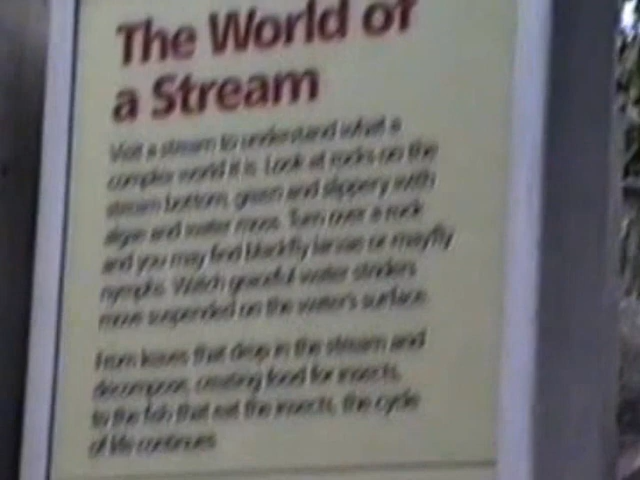 The World of
a Stream
Visit a stream to understand what a
complex world it is. Look at rocks on the
stream bottom, green and slippery with
algae and water moss. Turn over a rock
and you may find blackfly larvae or mayfly
nymphs. Watch graceful water striders
move suspended on the water's surface.
From leaves that drop in the stream and
decompose, creating food for insects,
to the fish that eat the insects, the cycle
of life continues.